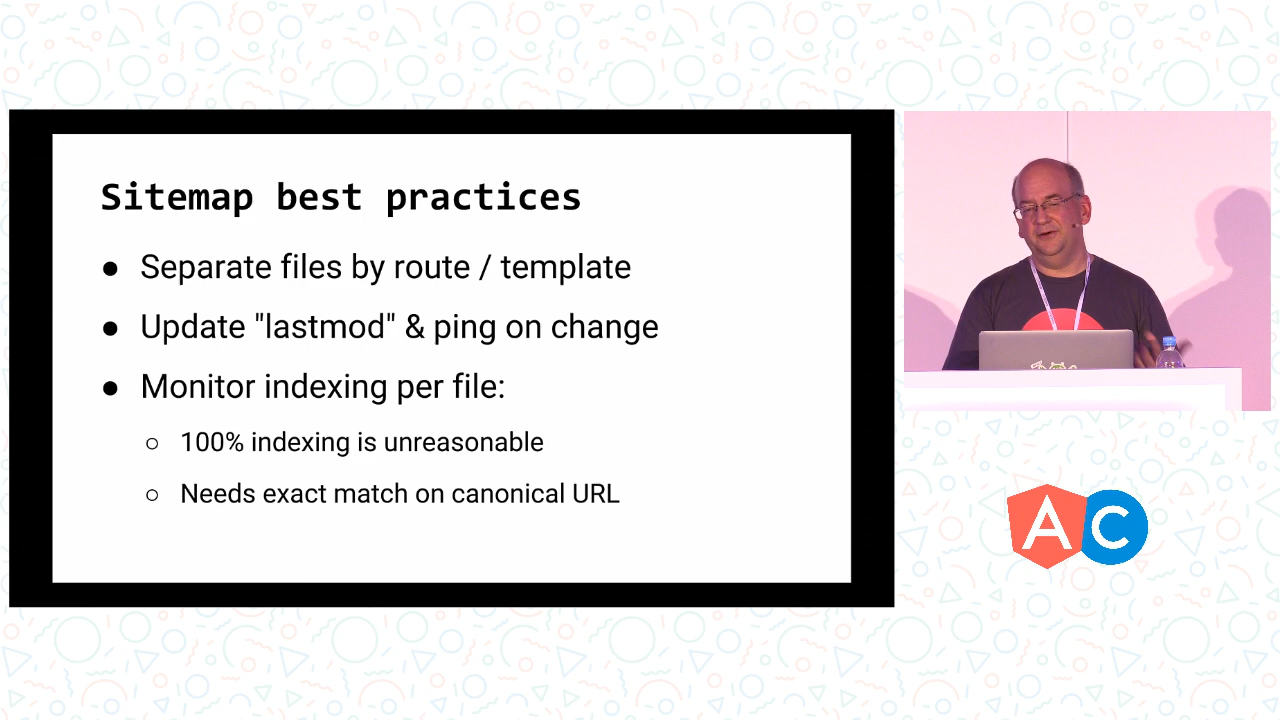 Sitemap best practices
● Separate files by route / template
● Update "lastmod" & ping on change
● Monitor indexing per file:
○ 100% indexing is unreasonable
○ Needs exact match on canonical URL
AC